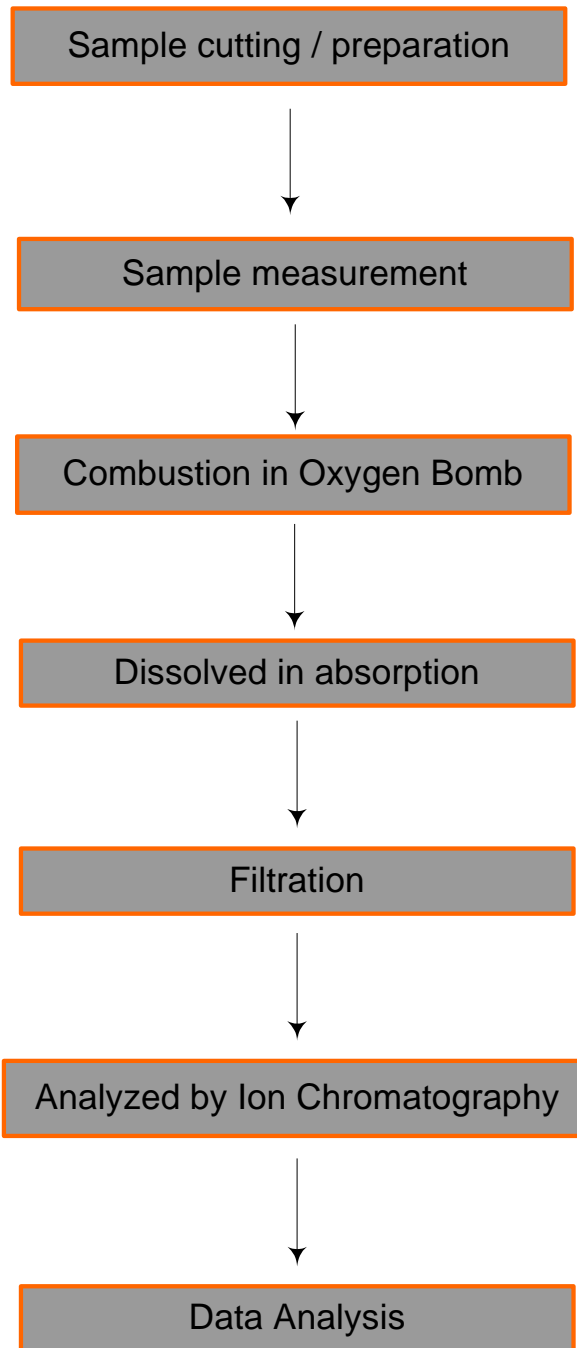 Sample cutting / preparation
Sample measurement
Combustion in Oxygen Bomb
Dissolved in absorption
Filtration
Analyzed by Ion Chromatography
Data Analysis